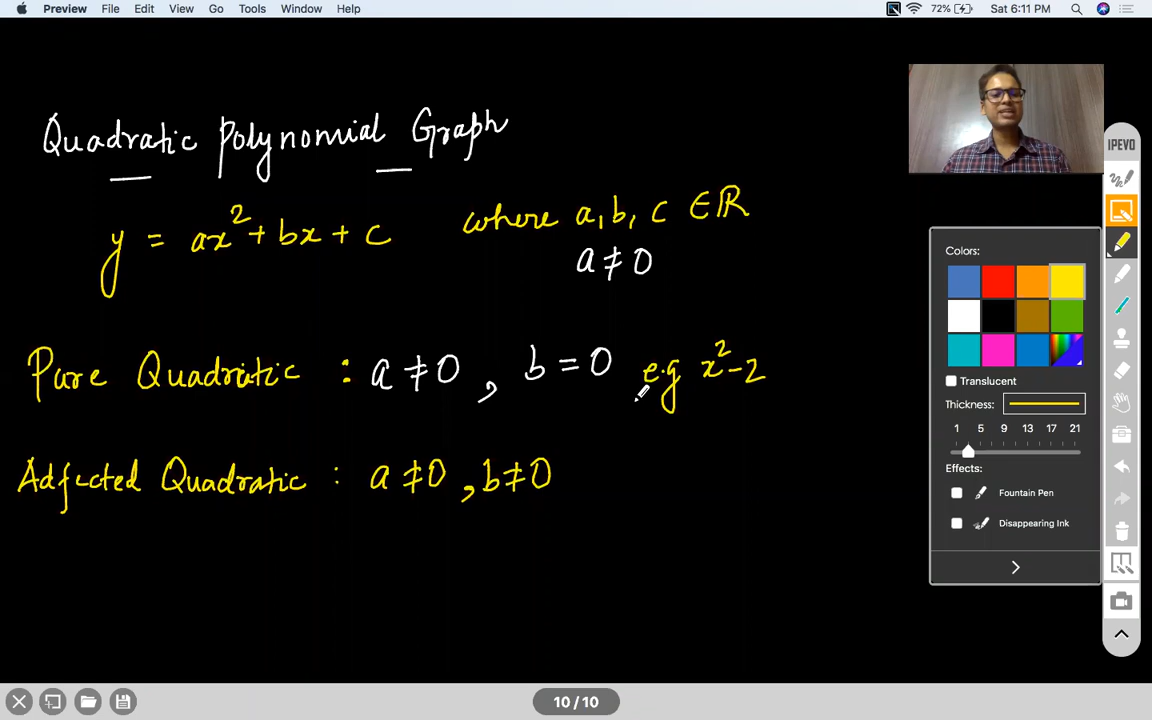 Preview File Edit View Go Tools Window Help 72% Sat 6:11 PM
Quadratic Polynomial Graph
y = ax² + bx + c where a, b, c ∈ ℝ
a ≠ 0
Pure Quadratic : a ≠ 0, b = 0 e.g x² - 2
Adfected Quadratic : a ≠ 0, b ≠ 0
IPEVO
Colors:
Translucent
Thickness:
1 5 9 13 17 21
Effects:
Fountain Pen
Disappearing Ink
10 / 10